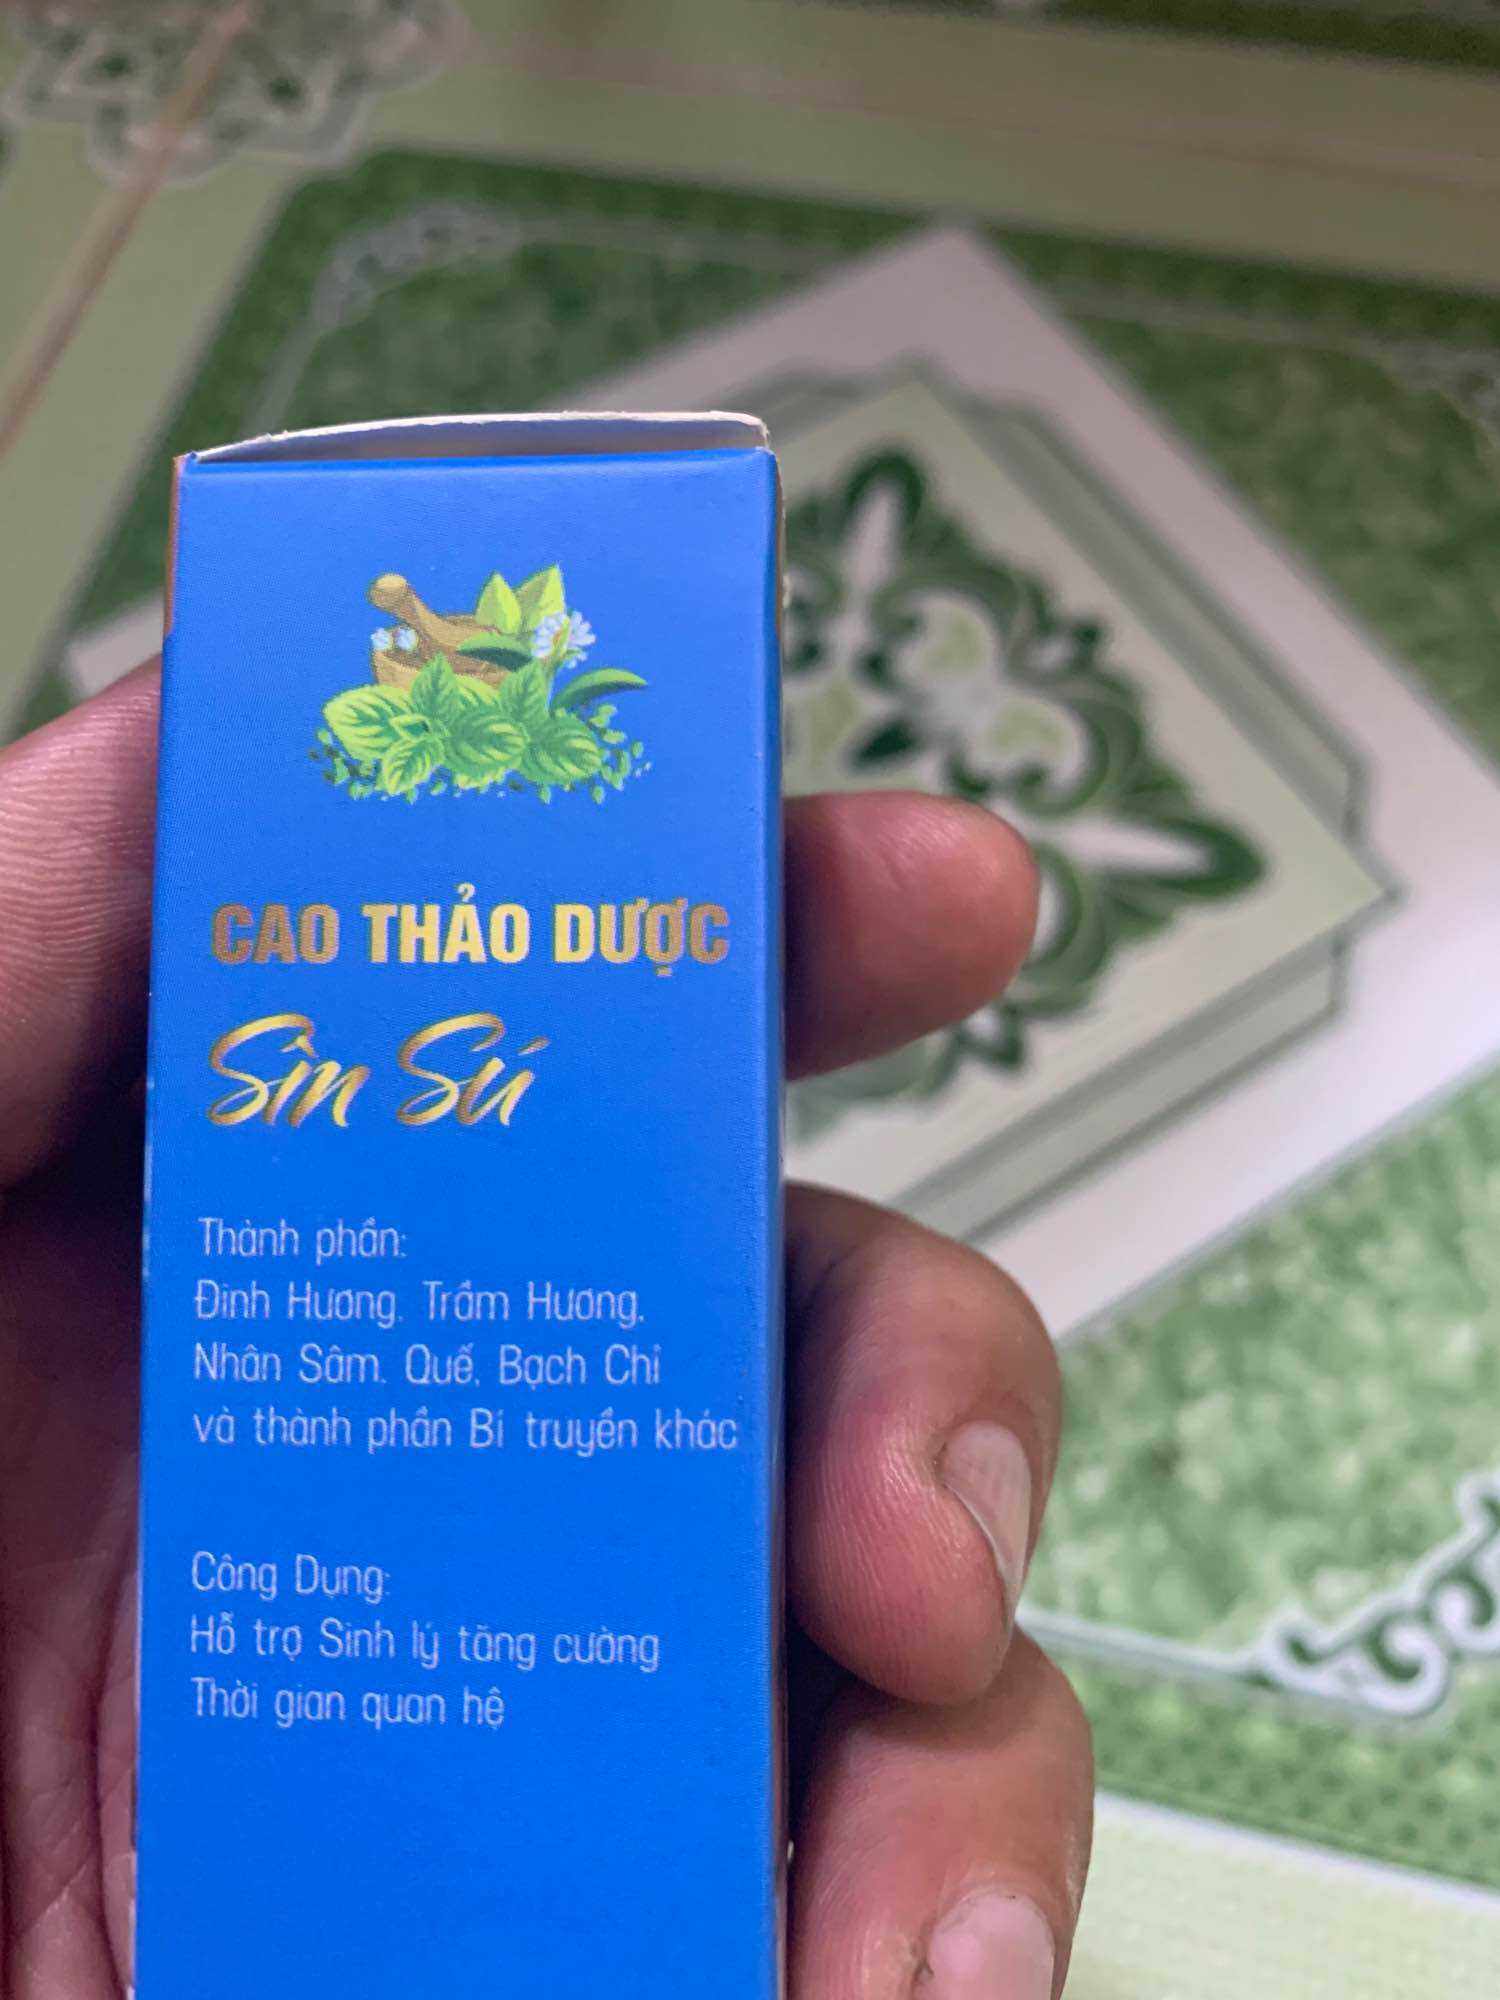 CAO THẢO DƯỢC
Sìn Sú
Thành phần:
Đinh Hương, Trầm Hương,
Nhân Sâm, Quế, Bạch Chỉ
và thành phần Bí truyền khác
Công Dụng:
Hỗ trợ Sinh lý tăng cường
Thời gian quan hệ